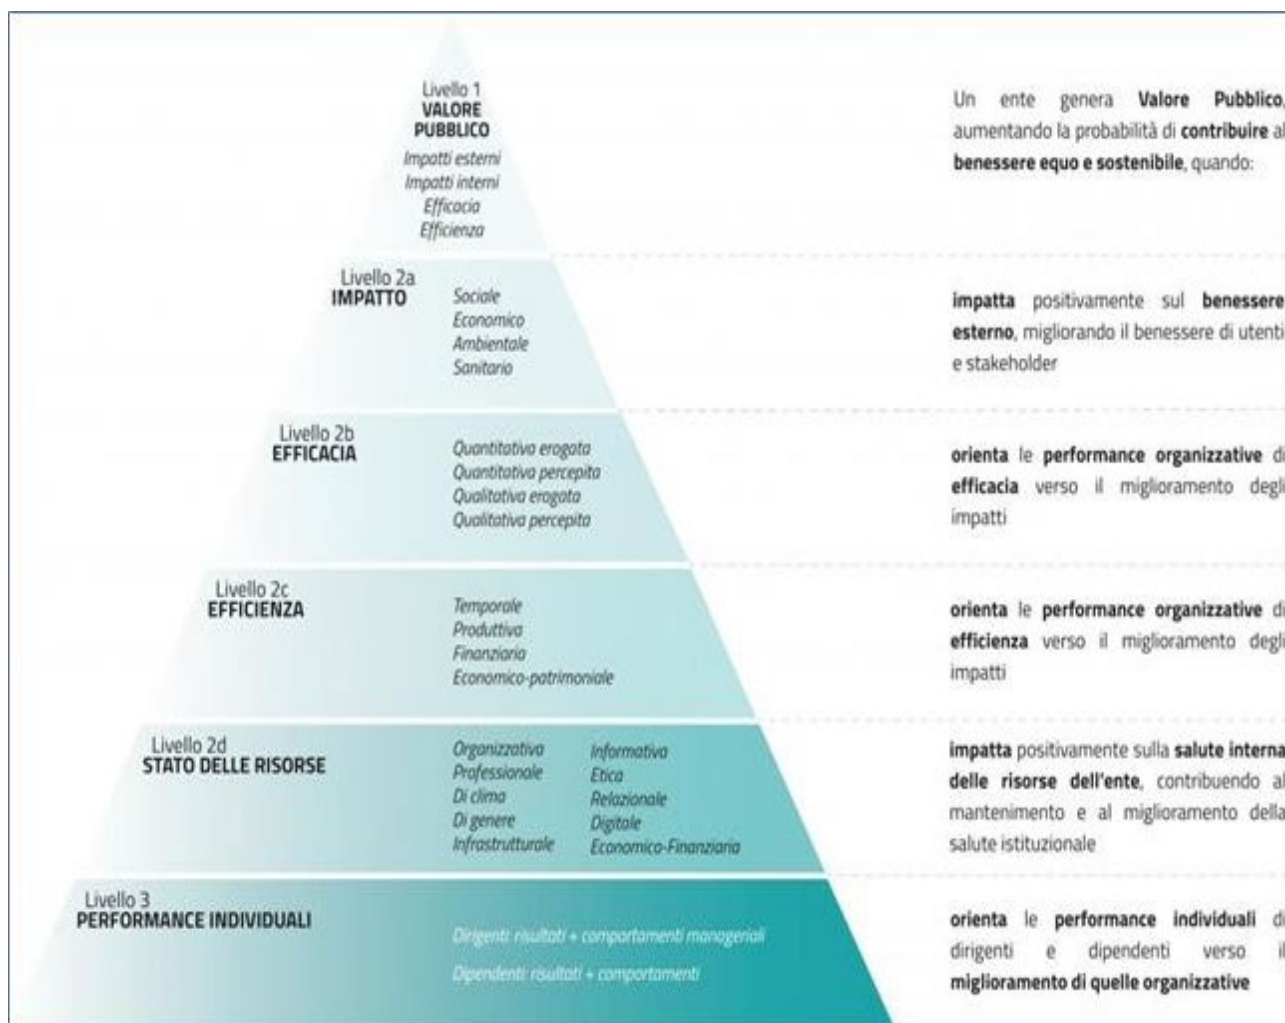 Livello 1
VALORE
PUBBLICO
Impatti esterni
Impatti interni
Efficacia
Efficienza
Un ente genera Valore Pubblico,
aumentando la probabilità di contribuire al
benessere equo e sostenibile, quando:
Livello 2a
IMPATTO
Sociale
Economico
Ambientale
Sanitario
impatta positivamente sul benessere
esterno, migliorando il benessere di utenti
e stakeholder
Livello 2b
EFFICACIA
Quantitativa erogata
Quantitativa percepita
Qualitativa erogata
Qualitativa percepita
orienta le performance organizzative di
efficacia verso il miglioramento degli
impatti
Livello 2c
EFFICIENZA
Temporale
Produttiva
Finanziaria
Economico-patrimoniale
orienta le performance organizzative di
efficienza verso il miglioramento degli
impatti
Livello 2d
STATO DELLE RISORSE
Organizzativa
Professionale
Di clima
Di genere
Infrastrutturale
Informativa
Etica
Relazionale
Digitale
Economico-Finanziaria
impatta positivamente sulla salute interna
delle risorse dell'ente, contribuendo al
mantenimento e al miglioramento della
salute istituzionale
Livello 3
PERFORMANCE INDIVIDUALI
Dirigenti: risultati + comportamenti manageriali
Dipendenti: risultati + comportamenti
orienta le performance individuali di
dirigenti e dipendenti verso il
miglioramento di quelle organizzative